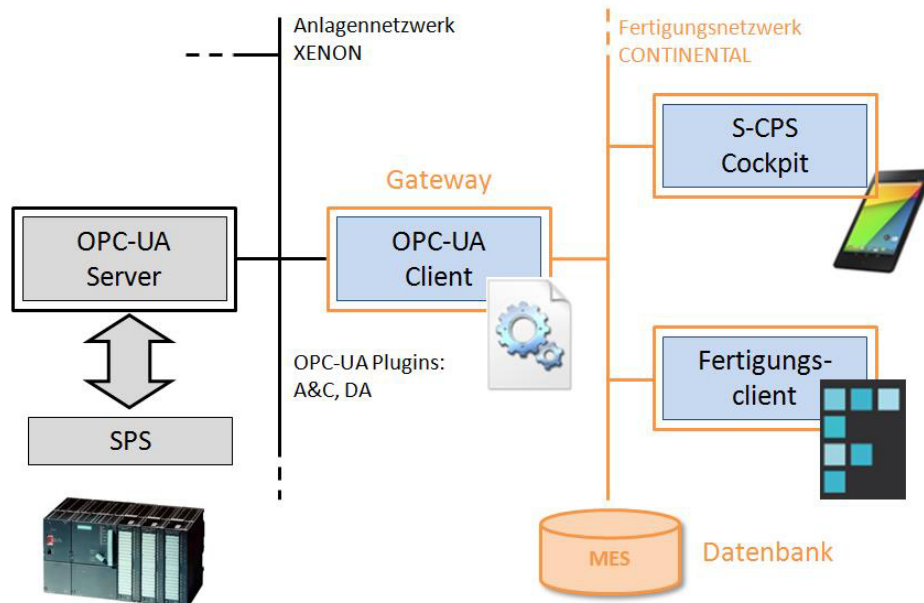 Anlagennetzwerk
XENON
Fertigungsnetzwerk
CONTINENTAL
S-CPS
Cockpit
Gateway
OPC-UA
Server
OPC-UA
Client
OPC-UA Plugins:
A&C, DA
Fertigungs-
client
SPS
MES
Datenbank